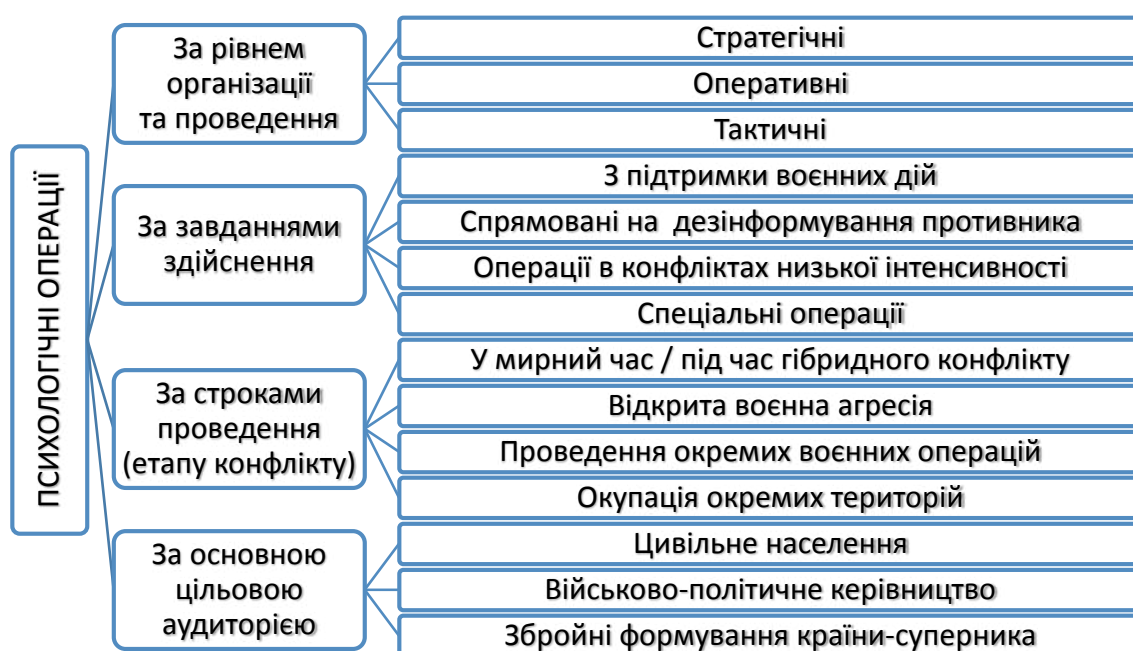 ПСИХОЛОГІЧНІ ОПЕРАЦІЇ
За рівнем
організації
та проведення
Стратегічні
Оперативні
Тактичні
За завданнями
здійснення
З підтримки воєнних дій
Спрямовані на дезінформування противника
Операції в конфліктах низької інтенсивності
Спеціальні операції
За строками
проведення
(етапу конфлікту)
У мирний час / під час гібридного конфлікту
Відкрита воєнна агресія
Проведення окремих воєнних операцій
Окупація окремих територій
За основною
цільовою
аудиторією
Цивільне населення
Військово-політичне керівництво
Збройні формування країни-суперника